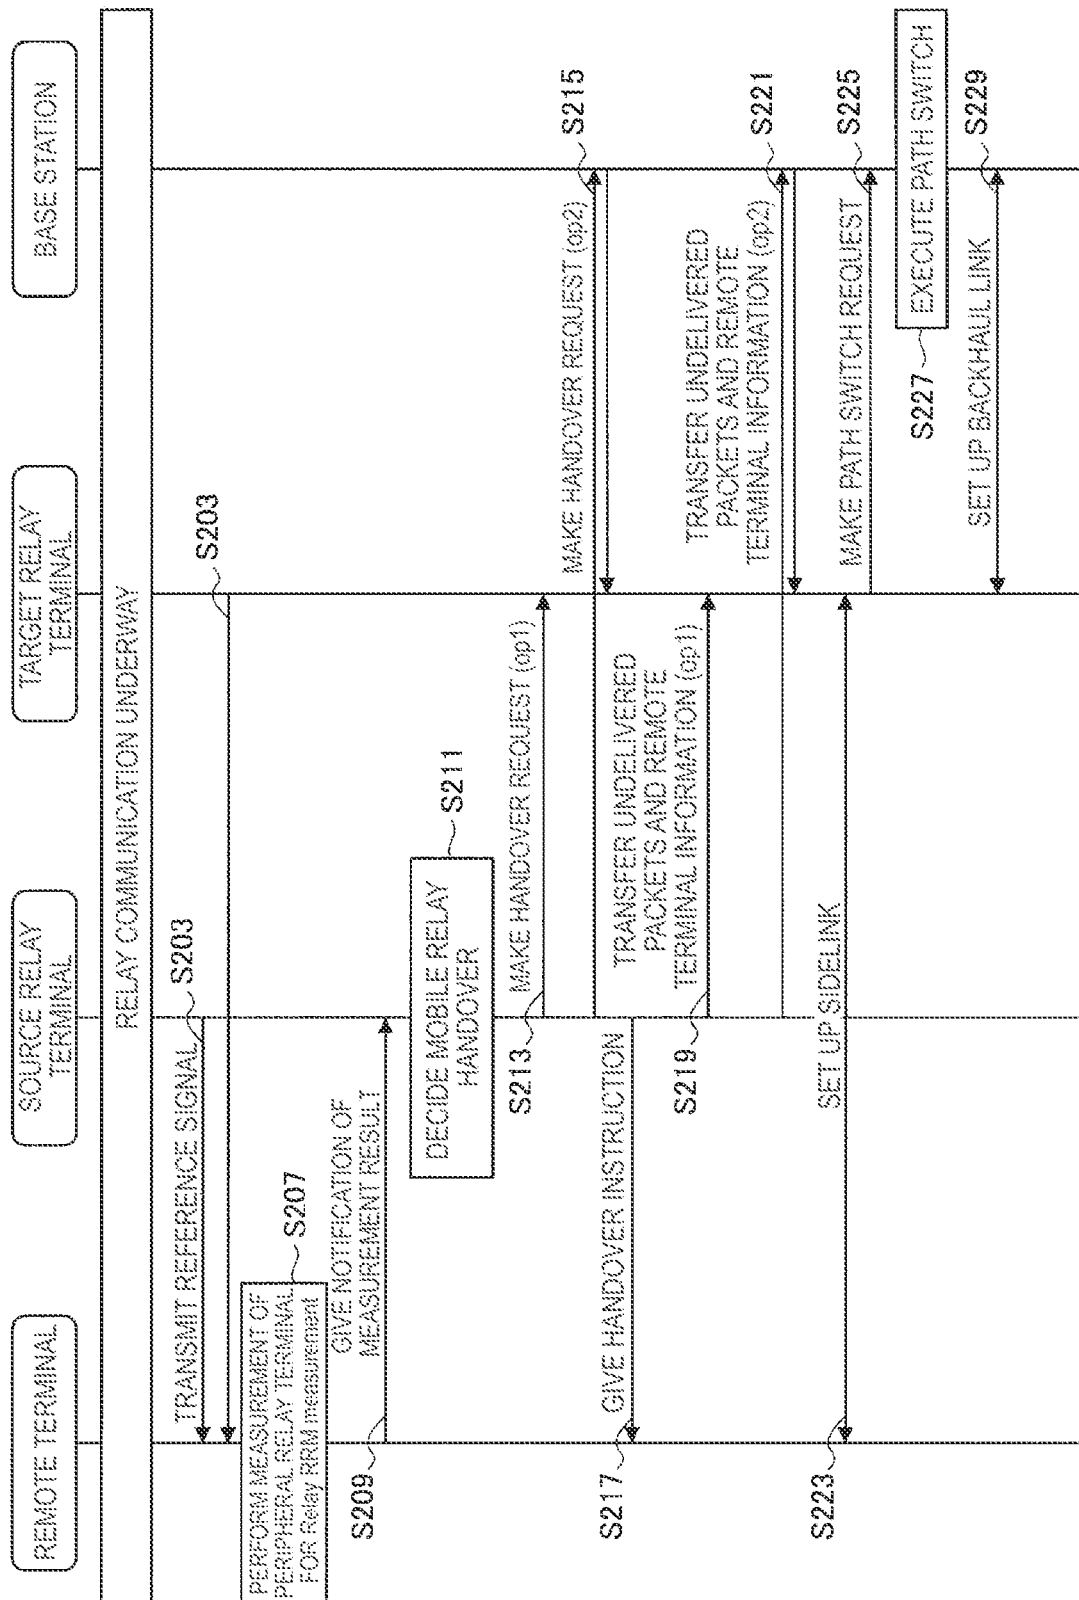 REMOTE TERMINAL
SOURCE RELAY
TERMINAL
TARGET RELAY
TERMINAL
BASE STATION
RELAY COMMUNICATION UNDERWAY
TRANSMIT REFERENCE SIGNAL
S203
S203
PERFORM MEASUREMENT OF
PERIPHERAL RELAY TERMINAL
FOR Relay RRM measurement
S207
GIVE NOTIFICATION OF
MEASUREMENT RESULT
S209
DECIDE MOBILE RELAY
HANDOVER
S211
MAKE HANDOVER REQUEST (op1)
S213
MAKE HANDOVER REQUEST (op2)
S215
GIVE HANDOVER INSTRUCTION
S217
TRANSFER UNDELIVERED
PACKETS AND REMOTE
TERMINAL INFORMATION (op1)
S219
TRANSFER UNDELIVERED
PACKETS AND REMOTE
TERMINAL INFORMATION (op2)
S221
SET UP SIDELINK
S223
MAKE PATH SWITCH REQUEST
S225
EXECUTE PATH SWITCH
S227
SET UP BACKHAUL LINK
S229